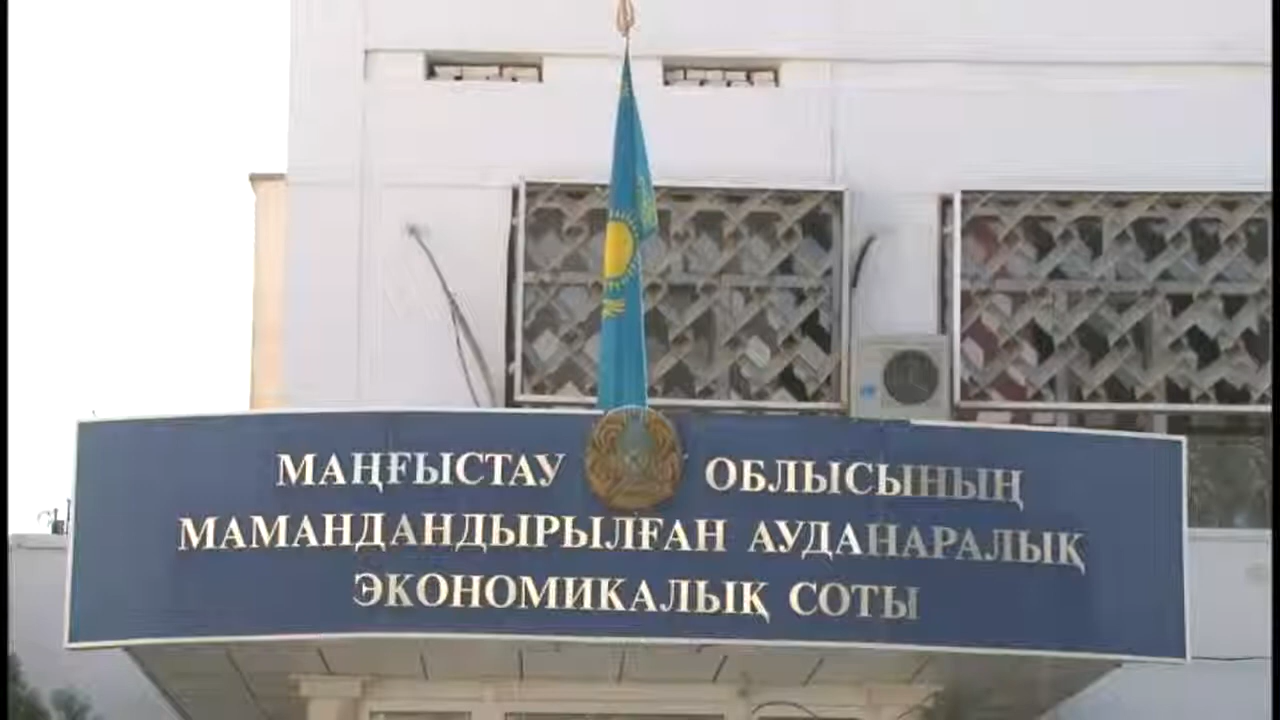 МАҢҒЫСТАУ ОБЛЫСЫНЫҢ
МАМАНДАНДЫРЫЛҒАН АУДАНАРАЛЫҚ
ЭКОНОМИКАЛЫҚ СОТЫ